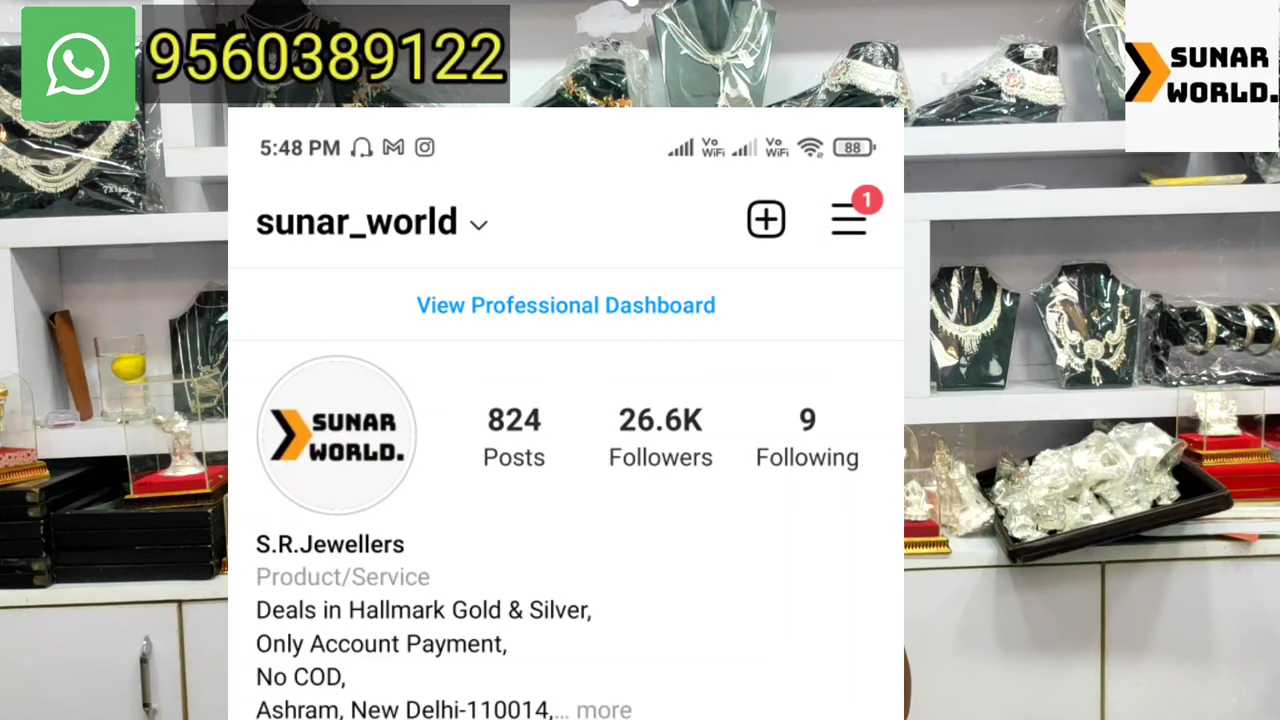 9560389122
SUNAR
WORLD.
5:48 PM
Vo
WiFi
Vo
WiFi
88
sunar_world
1
View Professional Dashboard
SUNAR
WORLD.
824
26.6K
9
Posts
Followers
Following
S.R.Jewellers
Product/Service
Deals in Hallmark Gold & Silver,
Only Account Payment,
No COD,
Ashram, New Delhi-110014,... more